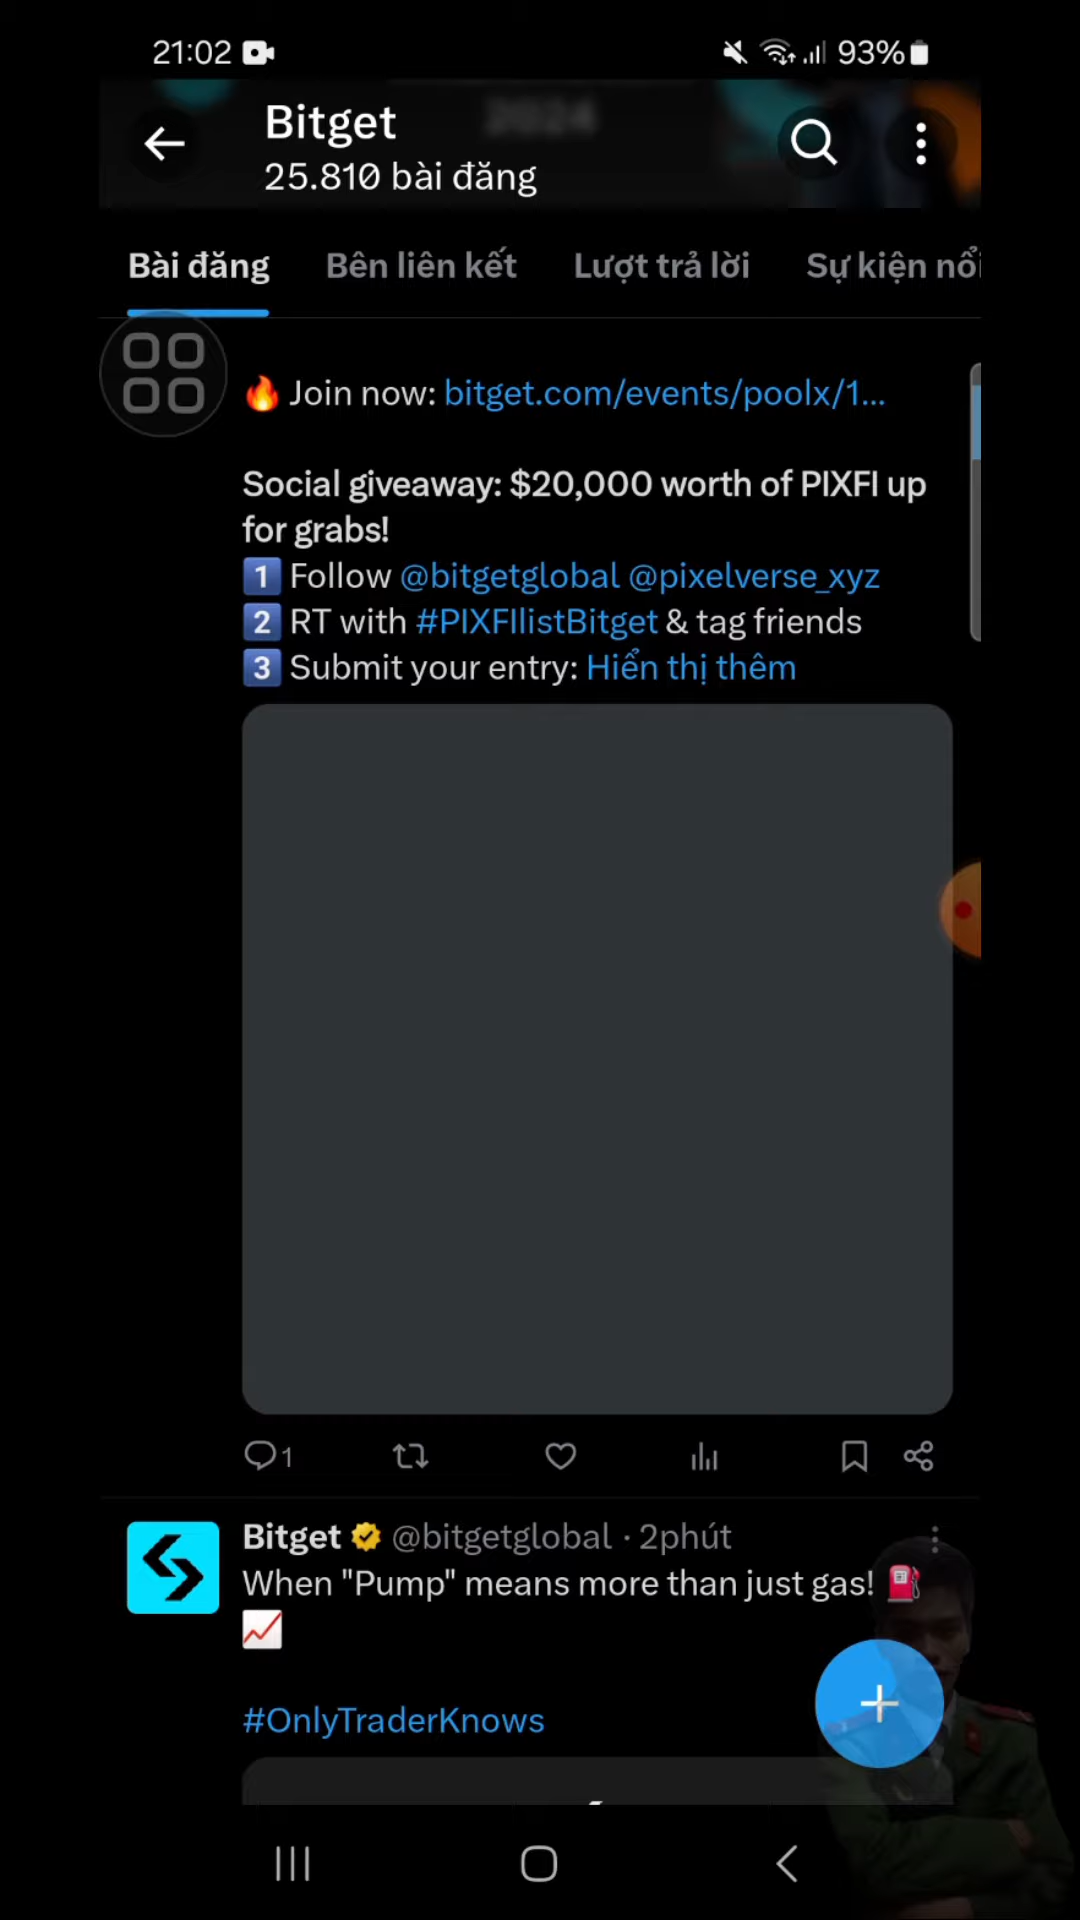 21:02
93%
Bitget
25.810 bài đăng
2024
Bài đăng
Bên liên kết
Lượt trả lời
Sự kiện nổi
🔥 Join now: bitget.com/events/poolx/1...
Social giveaway: $20,000 worth of PIXFI up
for grabs!
1️⃣ Follow @bitgetglobal @pixelverse_xyz
2️⃣ RT with #PIXFIlistBitget & tag friends
3️⃣ Submit your entry: Hiển thị thêm
1
Bitget @bitgetglobal · 2phút
When "Pump" means more than just gas! ⛽
📈
#OnlyTraderKnows